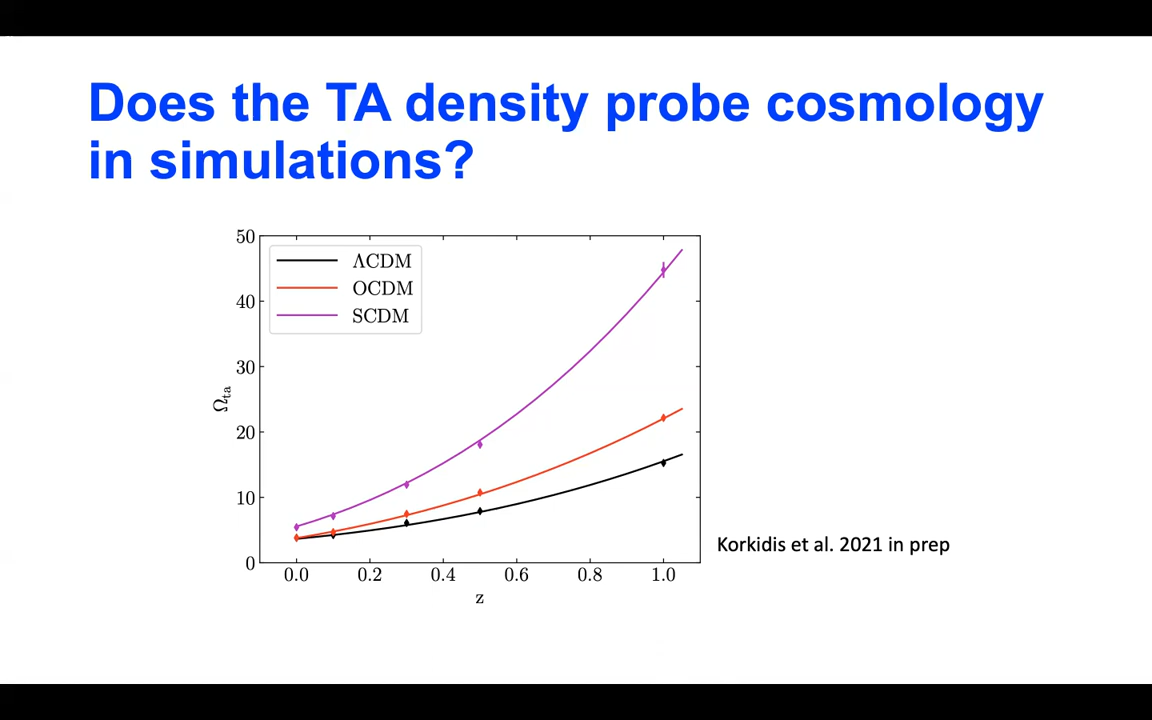 Does the TA density probe cosmology
in simulations?
50
40
30
20
10
0
Ω_ta
ΛCDM
OCDM
SCDM
0.0 0.2 0.4 0.6 0.8 1.0
z
Korkidis et al. 2021 in prep